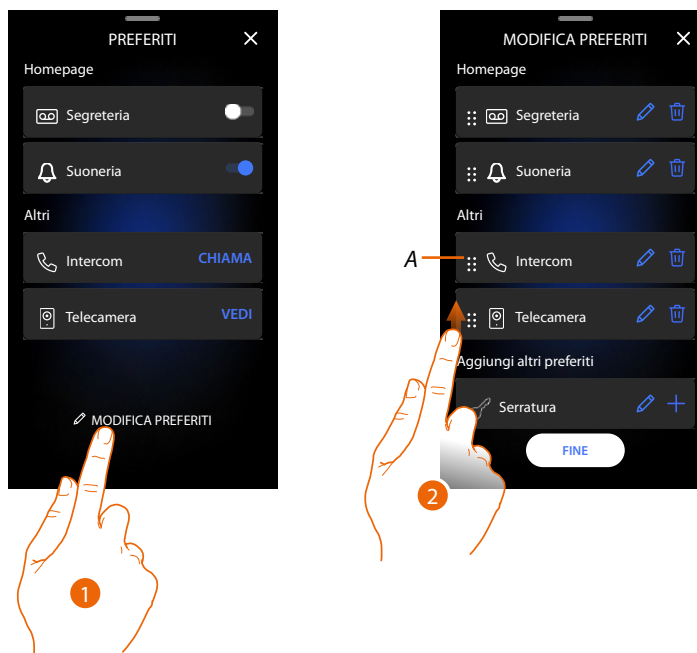 PREFERITI
Homepage
Segreteria
Suoneria
Altri
Intercom CHIAMA
Telecamera VEDI
MODIFICA PREFERITI
1
MODIFICA PREFERITI
Homepage
Segreteria
Suoneria
Altri
A
Intercom
Telecamera
Aggiungi altri preferiti
Serratura
FINE
2